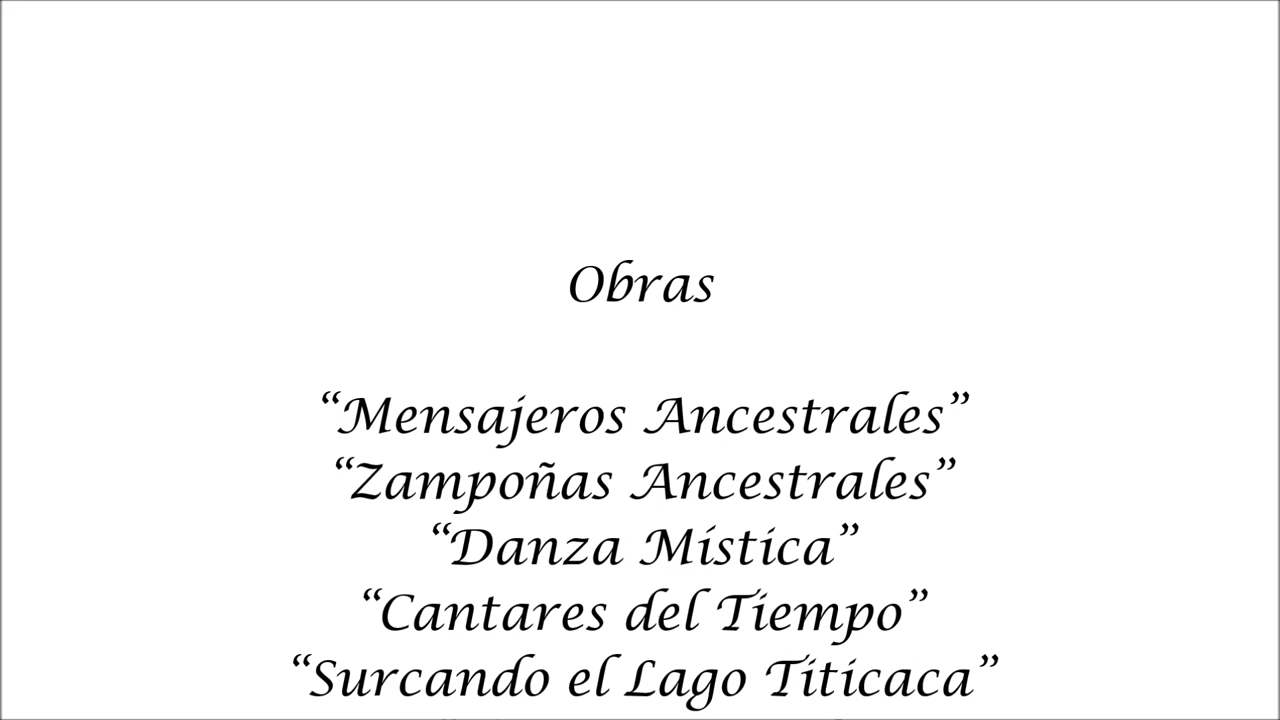 Obras
“Mensajeros Ancestrales”
“Zampoñas Ancestrales”
“Danza Mística”
“Cantares del Tiempo”
“Surcando el Lago Titicaca”